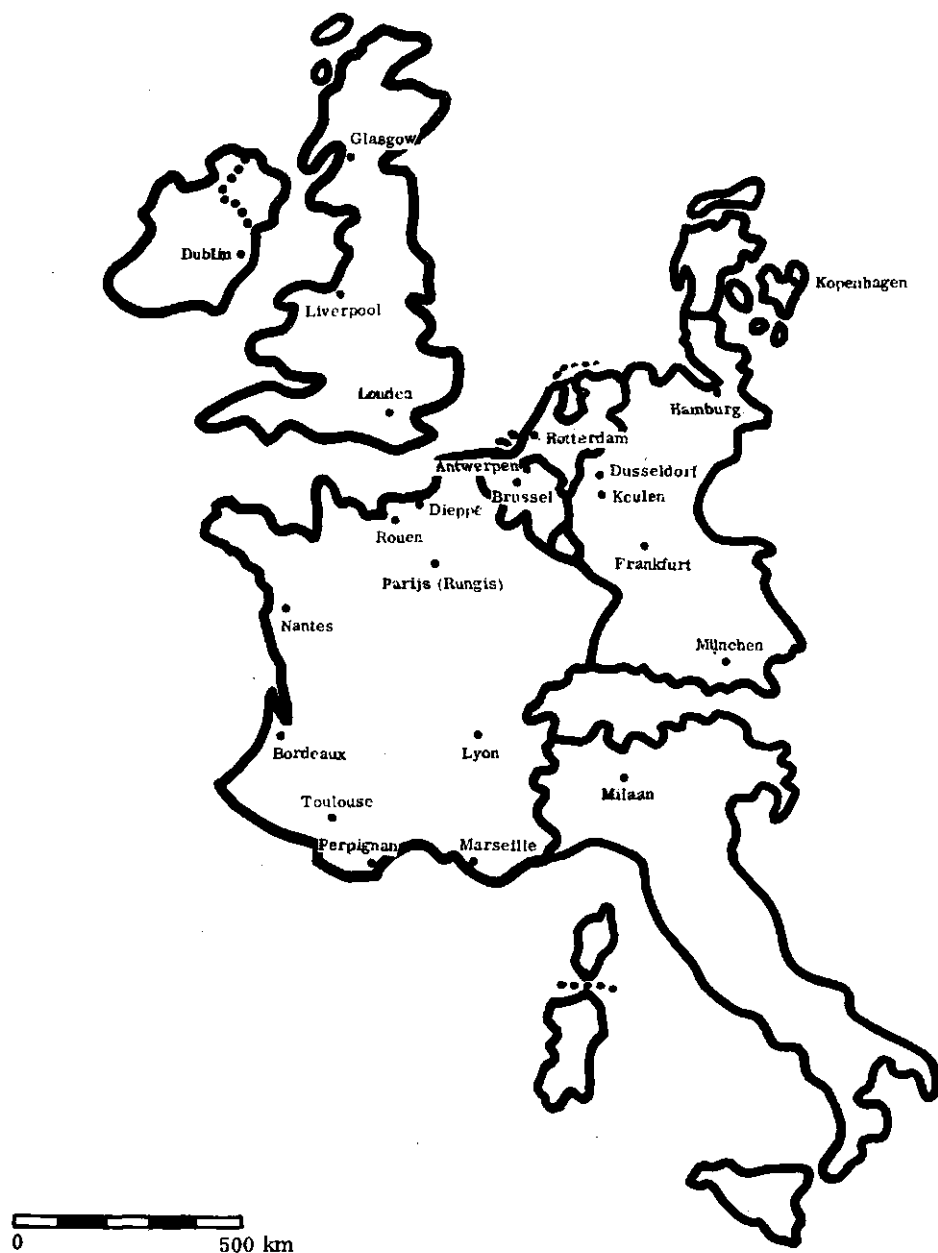 Glasgow
Dublin
Kopenhagen
Liverpool
Londen
Hamburg
Rotterdam
Antwerpen
Dusseldorf
Brussel
Keulen
Dieppe
Rouen
Frankfurt
Parijs (Rungis)
Nantes
München
Bordeaux
Lyon
Milaan
Toulouse
Perpignan
Marseille
0
500 km